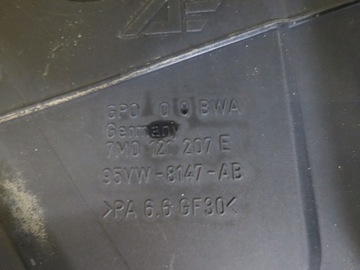 BWA
Germany
7M0 121 207 E
95VW-8147-AB
>PA 6.6 GF30<